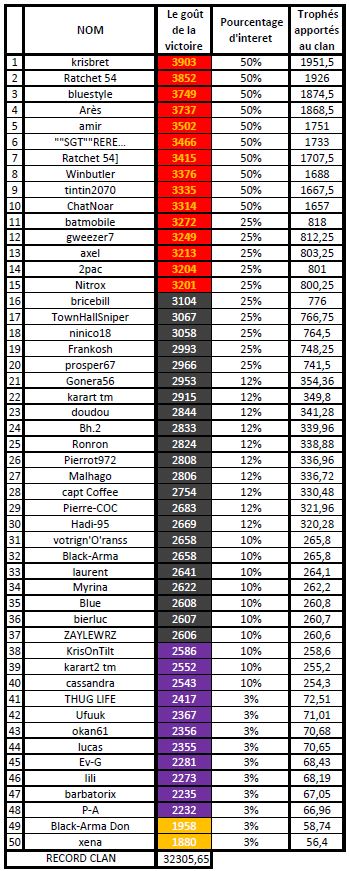 NOM Le goût de la victoire Pourcentage d'interet Trophés apportés au clan
1 krisbret 3903 50% 1951,5
2 Ratchet 54 3852 50% 1926
3 bluestyle 3749 50% 1874,5
4 Arès 3737 50% 1868,5
5 amir 3502 50% 1751
6 ""SGT""RERE... 3466 50% 1733
7 Ratchet 54] 3415 50% 1707,5
8 Winbutler 3376 50% 1688
9 tintin2070 3335 50% 1667,5
10 ChatNoar 3314 50% 1657
11 batmobile 3272 25% 818
12 gweezer7 3249 25% 812,25
13 axel 3213 25% 803,25
14 2pac 3204 25% 801
15 Nitrox 3201 25% 800,25
16 bricebill 3104 25% 776
17 TownHallSniper 3067 25% 766,75
18 ninico18 3058 25% 764,5
19 Frankosh 2993 25% 748,25
20 prosper67 2966 25% 741,5
21 Gonera56 2953 12% 354,36
22 karart tm 2915 12% 349,8
23 doudou 2844 12% 341,28
24 Bh.2 2833 12% 339,96
25 Ronron 2824 12% 338,88
26 Pierrot972 2808 12% 336,96
27 Malhago 2806 12% 336,72
28 capt Coffee 2754 12% 330,48
29 Pierre-COC 2683 12% 321,96
30 Hadi-95 2669 12% 320,28
31 votrign'O'ranss 2658 10% 265,8
32 Black-Arma 2658 10% 265,8
33 laurent 2641 10% 264,1
34 Myrina 2622 10% 262,2
35 Blue 2608 10% 260,8
36 bierluc 2607 10% 260,7
37 ZAYLEWRZ 2606 10% 260,6
38 KrisOnTilt 2586 10% 258,6
39 karart2 tm 2552 10% 255,2
40 cassandra 2543 10% 254,3
41 THUG LIFE 2417 3% 72,51
42 Ufuuk 2367 3% 71,01
43 okan61 2356 3% 70,68
44 lucas 2355 3% 70,65
45 Ev-G 2281 3% 68,43
46 lili 2273 3% 68,19
47 barbatorix 2235 3% 67,05
48 P-A 2232 3% 66,96
49 Black-Arma Don 1958 3% 58,74
50 xena 1880 3% 56,4
RECORD CLAN 32305,65